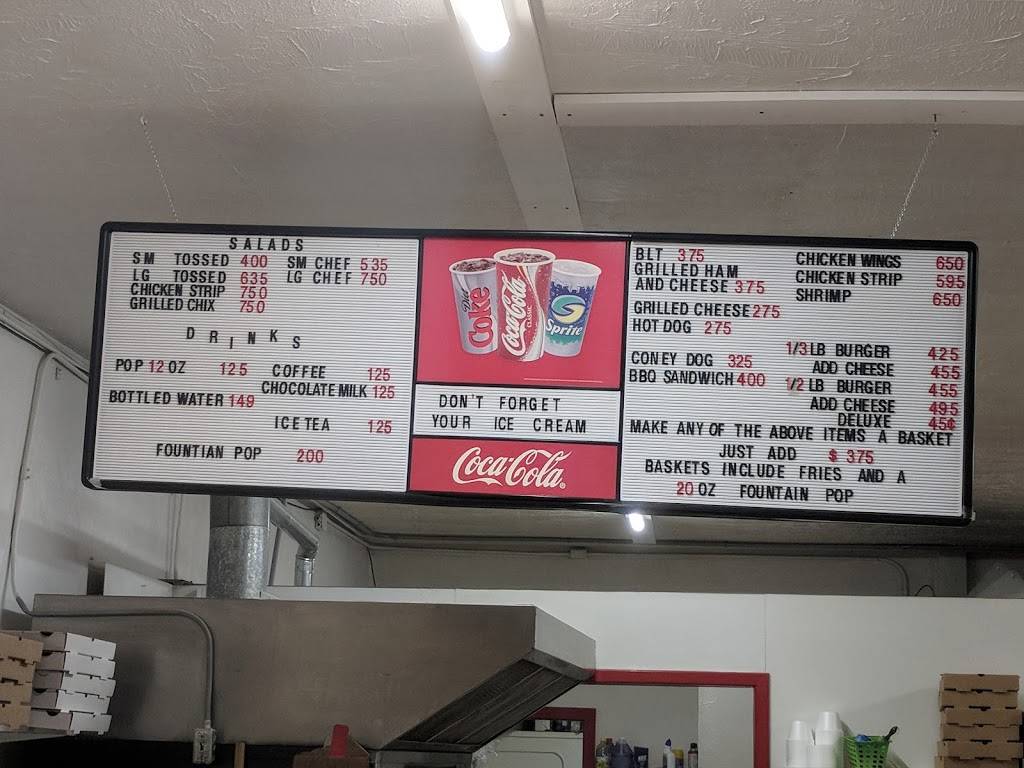 SALADS
SM TOSSED 400 SM CHEF 535
LG TOSSED 635 LG CHEF 750
CHICKEN STRIP 750
GRILLED CHIX 750
DRINKS
POP 12 OZ 125 COFFEE 125
CHOCOLATE MILK 125
BOTTLED WATER 149
ICE TEA 125
FOUNTIAN POP 200
Diet Coke
Coca-Cola
CLASSIC
Sprite
DON'T FORGET
YOUR ICE CREAM
Coca-Cola
BLT 375
GRILLED HAM
AND CHEESE 375
GRILLED CHEESE 275
HOT DOG 275
CONEY DOG 325
BBQ SANDWICH 400
CHICKEN WINGS 650
CHICKEN STRIP 595
SHRIMP 650
1/3 LB BURGER 425
ADD CHEESE 455
1/2 LB BURGER 455
ADD CHEESE 495
DELUXE 45¢
MAKE ANY OF THE ABOVE ITEMS A BASKET
JUST ADD $ 375
BASKETS INCLUDE FRIES AND A
20 OZ FOUNTAIN POP